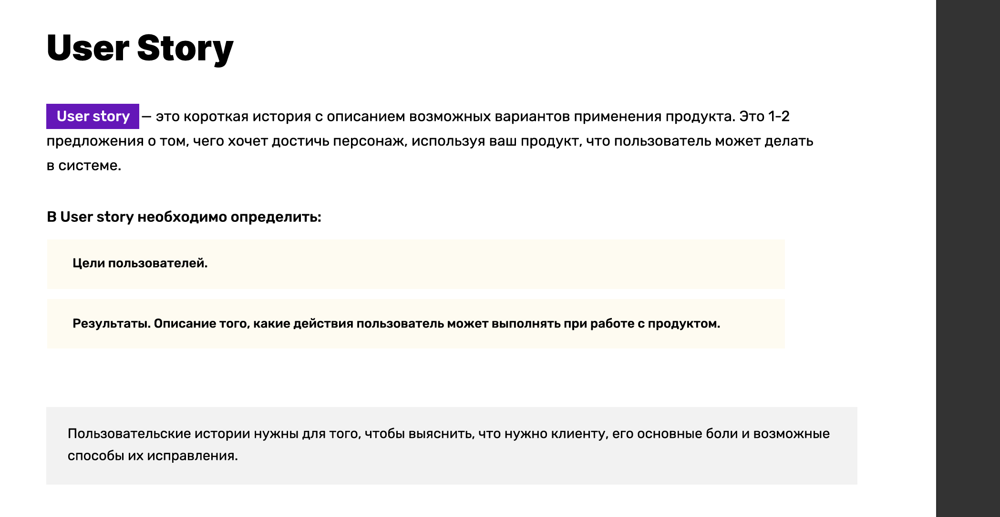 User Story
User story — это короткая история с описанием возможных вариантов применения продукта. Это 1-2
предложения о том, чего хочет достичь персонаж, используя ваш продукт, что пользователь может делать
в системе.
В User story необходимо определить:
Цели пользователей.
Результаты. Описание того, какие действия пользователь может выполнять при работе с продуктом.
Пользовательские истории нужны для того, чтобы выяснить, что нужно клиенту, его основные боли и возможные
способы их исправления.